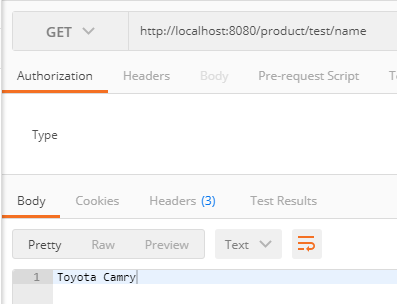 GET http://localhost:8080/product/test/name
Authorization Headers Body Pre-request Script
Type
Body Cookies Headers (3) Test Results
Pretty Raw Preview Text
1 Toyota Camry